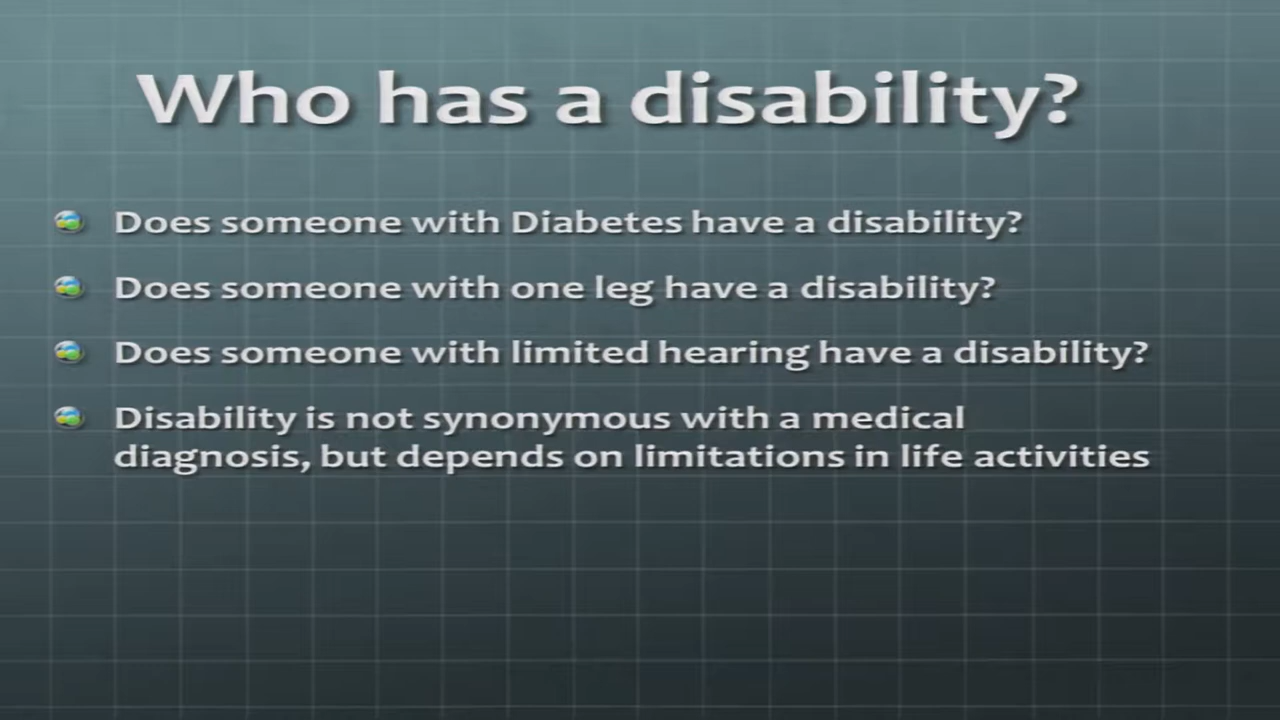 Who has a disability?
Does someone with Diabetes have a disability?
Does someone with one leg have a disability?
Does someone with limited hearing have a disability?
Disability is not synonymous with a medical
diagnosis, but depends on limitations in life activities